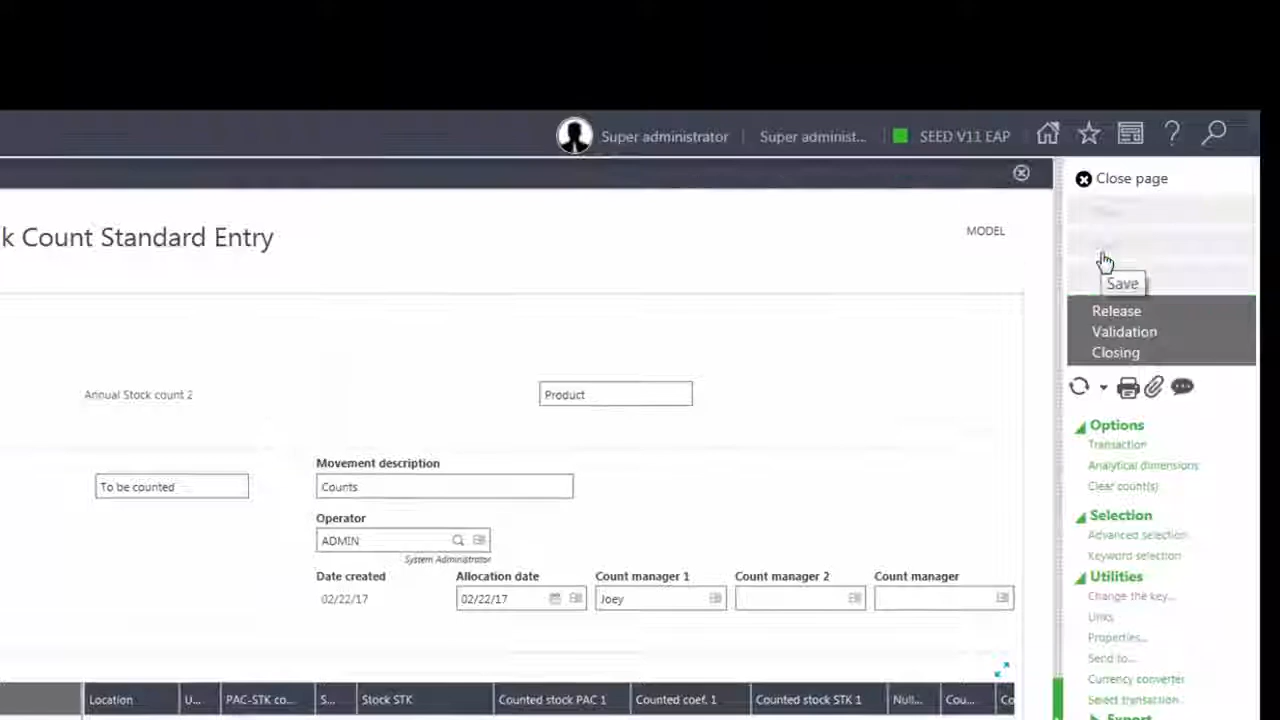 Super administrator
Super administ...
SEED V11 EAP
Close page
k Count Standard Entry
MODEL
Save
Release
Validation
Closing
Annual Stock count 2
Product
Options
Transaction
Analytical dimensions
Clear count(s)
To be counted
Movement description
Counts
Operator
ADMIN
System Administrator
Selection
Advanced selection
Keyword selection
Utilities
Change the key...
Links
Properties...
Send to...
Currency converter
Select transaction...
Export
Date created
Allocation date
Count manager 1
Count manager 2
Count manager
02/22/17
02/22/17
Joey
Location
U...
PAC-STK co...
S...
Stock STK
Counted stock PAC 1
Counted coef. 1
Counted stock STK 1
Null...
Cou...
Co